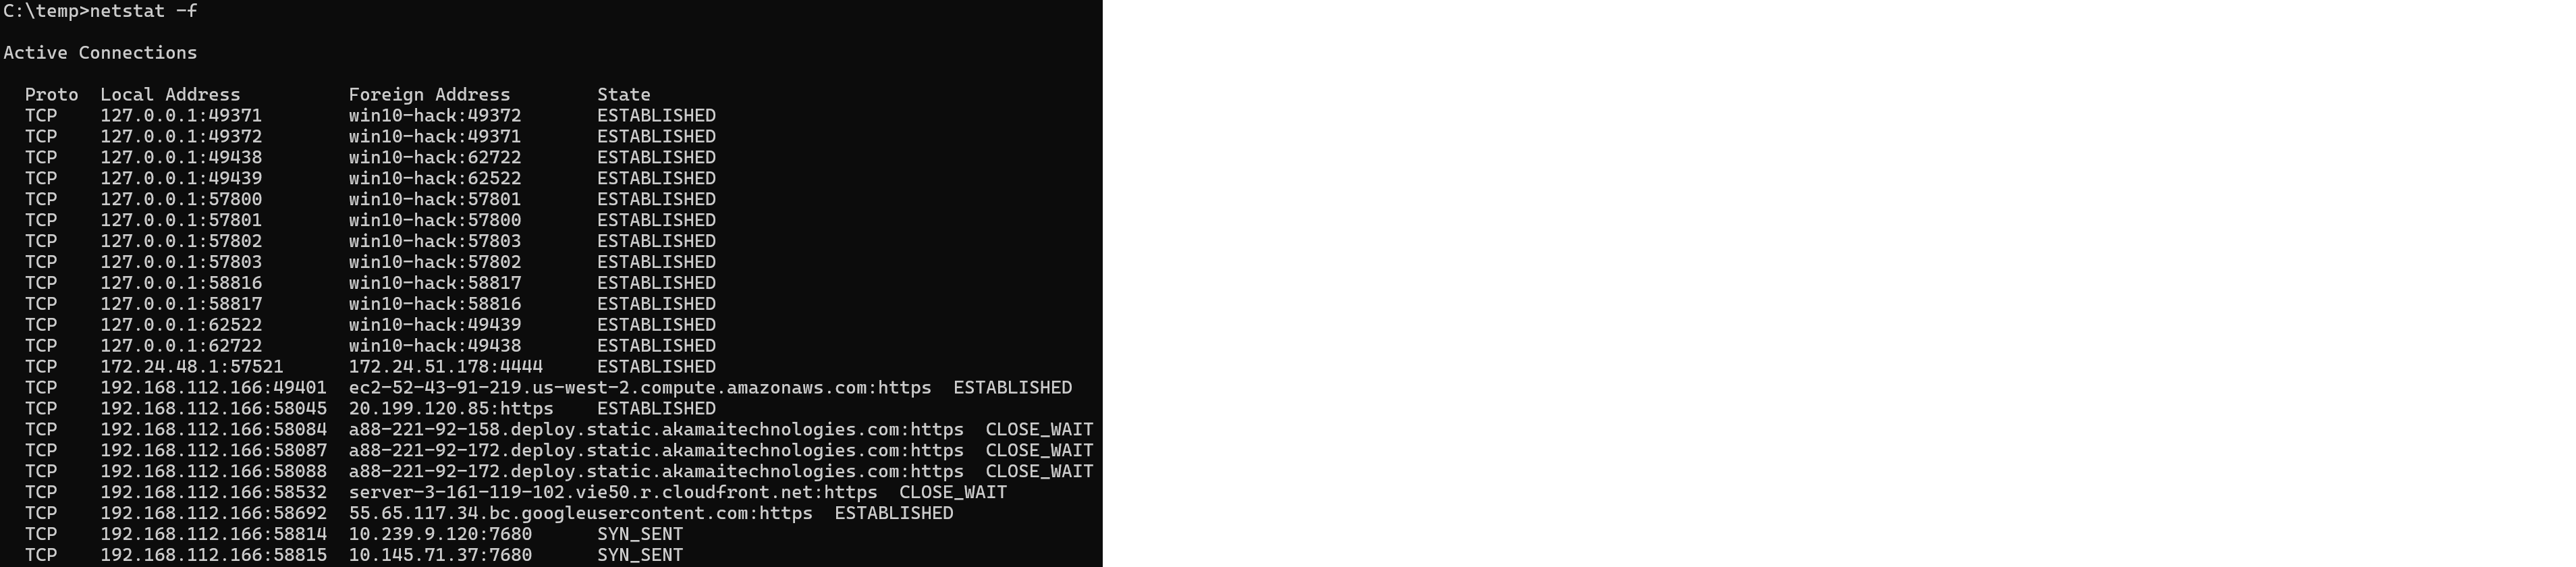 C:\temp>netstat -f
Active Connections
Proto  Local Address          Foreign Address        State
TCP    127.0.0.1:49371        win10-hack:49372       ESTABLISHED
TCP    127.0.0.1:49372        win10-hack:49371       ESTABLISHED
TCP    127.0.0.1:49438        win10-hack:62722       ESTABLISHED
TCP    127.0.0.1:49439        win10-hack:62522       ESTABLISHED
TCP    127.0.0.1:57800        win10-hack:57801       ESTABLISHED
TCP    127.0.0.1:57801        win10-hack:57800       ESTABLISHED
TCP    127.0.0.1:57802        win10-hack:57803       ESTABLISHED
TCP    127.0.0.1:57803        win10-hack:57802       ESTABLISHED
TCP    127.0.0.1:58816        win10-hack:58817       ESTABLISHED
TCP    127.0.0.1:58817        win10-hack:58816       ESTABLISHED
TCP    127.0.0.1:62522        win10-hack:49439       ESTABLISHED
TCP    127.0.0.1:62722        win10-hack:49438       ESTABLISHED
TCP    172.24.48.1:57521      172.24.51.178:4444     ESTABLISHED
TCP    192.168.112.166:49401  ec2-52-43-91-219.us-west-2.compute.amazonaws.com:https  ESTABLISHED
TCP    192.168.112.166:58045  20.199.120.85:https    ESTABLISHED
TCP    192.168.112.166:58084  a88-221-92-158.deploy.static.akamaitechnologies.com:https  CLOSE_WAIT
TCP    192.168.112.166:58087  a88-221-92-172.deploy.static.akamaitechnologies.com:https  CLOSE_WAIT
TCP    192.168.112.166:58088  a88-221-92-172.deploy.static.akamaitechnologies.com:https  CLOSE_WAIT
TCP    192.168.112.166:58532  server-3-161-119-102.vie50.r.cloudfront.net:https  CLOSE_WAIT
TCP    192.168.112.166:58692  55.65.117.34.bc.googleusercontent.com:https  ESTABLISHED
TCP    192.168.112.166:58814  10.239.9.120:7680      SYN_SENT
TCP    192.168.112.166:58815  10.145.71.37:7680      SYN_SENT